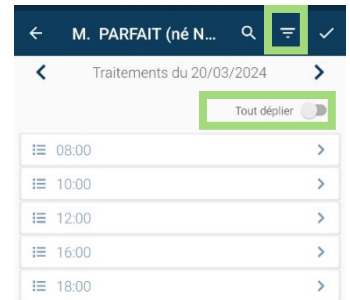 M. PARFAIT (né N...
Traitements du 20/03/2024
Tout déplier
08:00
10:00
12:00
16:00
18:00